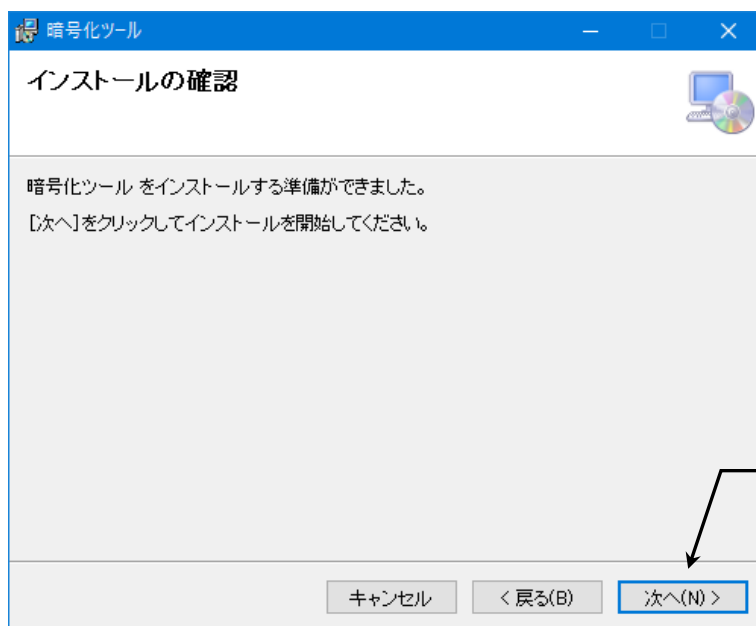 暗号化ツール
インストールの確認
暗号化ツール をインストールする準備ができました。
[次へ]をクリックしてインストールを開始してください。
キャンセル
< 戻る(B)
次へ(N) >